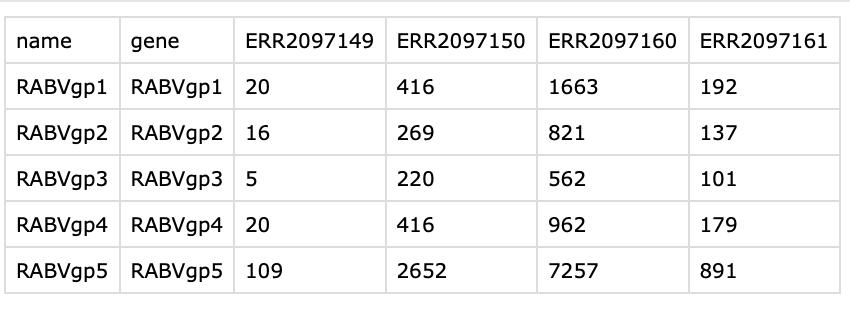 name gene ERR2097149 ERR2097150 ERR2097160 ERR2097161
RABVgp1 RABVgp1 20 416 1663 192
RABVgp2 RABVgp2 16 269 821 137
RABVgp3 RABVgp3 5 220 562 101
RABVgp4 RABVgp4 20 416 962 179
RABVgp5 RABVgp5 109 2652 7257 891